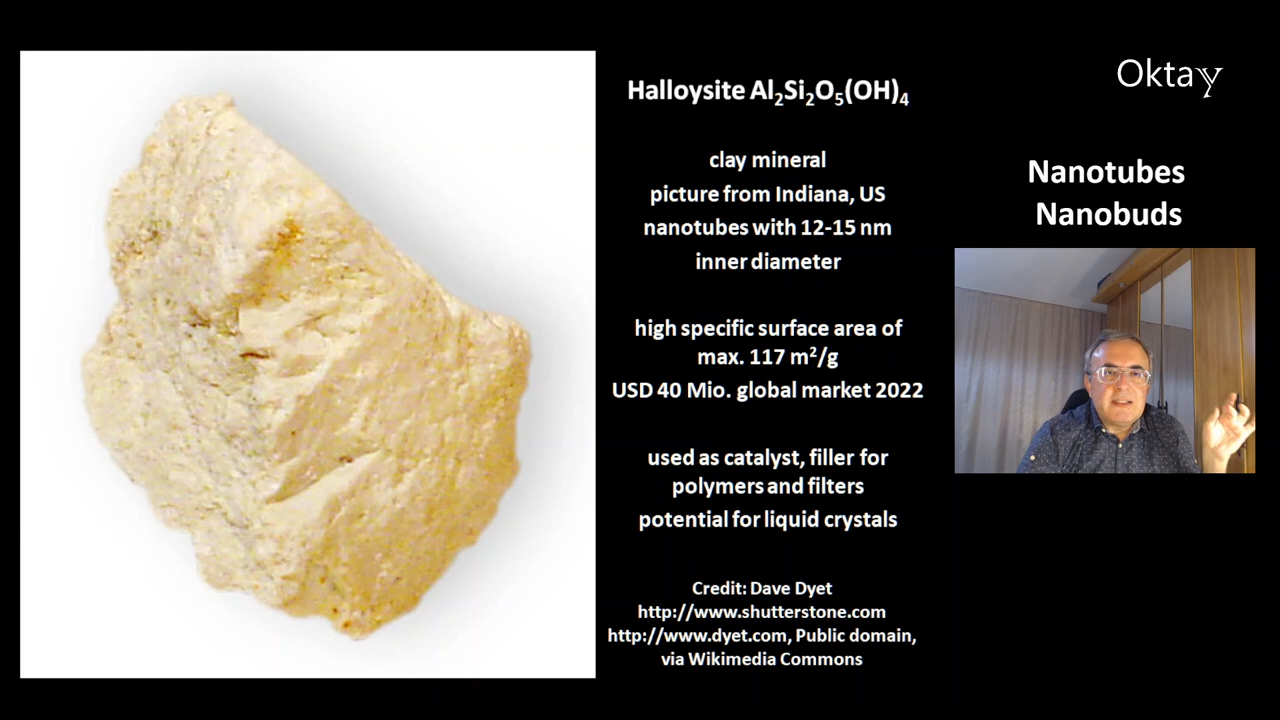 Halloysite Al₂Si₂O₅(OH)₄
clay mineral
picture from Indiana, US
nanotubes with 12-15 nm
inner diameter
high specific surface area of
max. 117 m²/g
USD 40 Mio. global market 2022
used as catalyst, filler for
polymers and filters
potential for liquid crystals
Credit: Dave Dyet
http://www.shutterstone.com
http://www.dyet.com, Public domain,
via Wikimedia Commons
Oktay
Nanotubes
Nanobuds